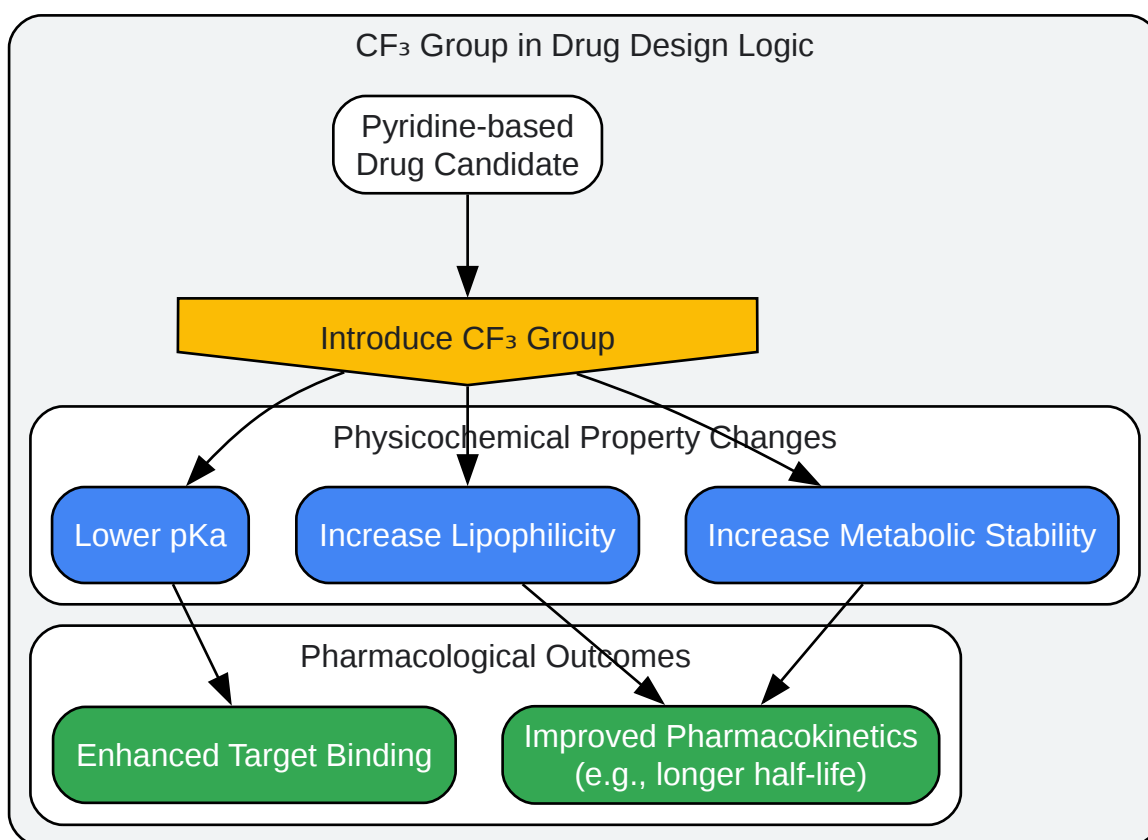 CF₃ Group in Drug Design Logic
Pyridine-based
Drug Candidate
Introduce CF₃ Group
Physicochemical Property Changes
Lower pKa
Increase Lipophilicity
Increase Metabolic Stability
Pharmacological Outcomes
Enhanced Target Binding
Improved Pharmacokinetics
(e.g., longer half-life)